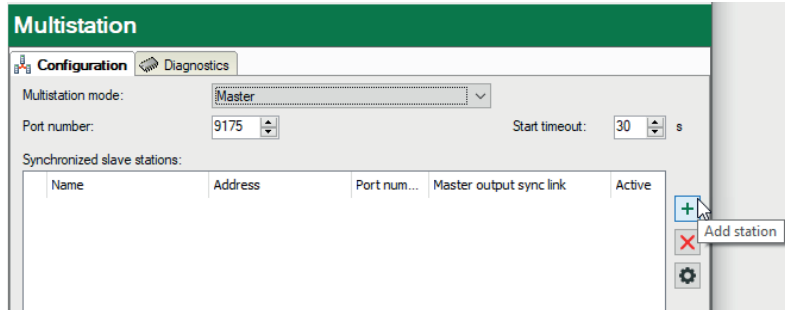 Multistation
Configuration Diagnostics
Multistation mode: Master
Port number: 9175 Start timeout: 30 s
Synchronized slave stations:
Name Address Port num... Master output sync link Active
Add station